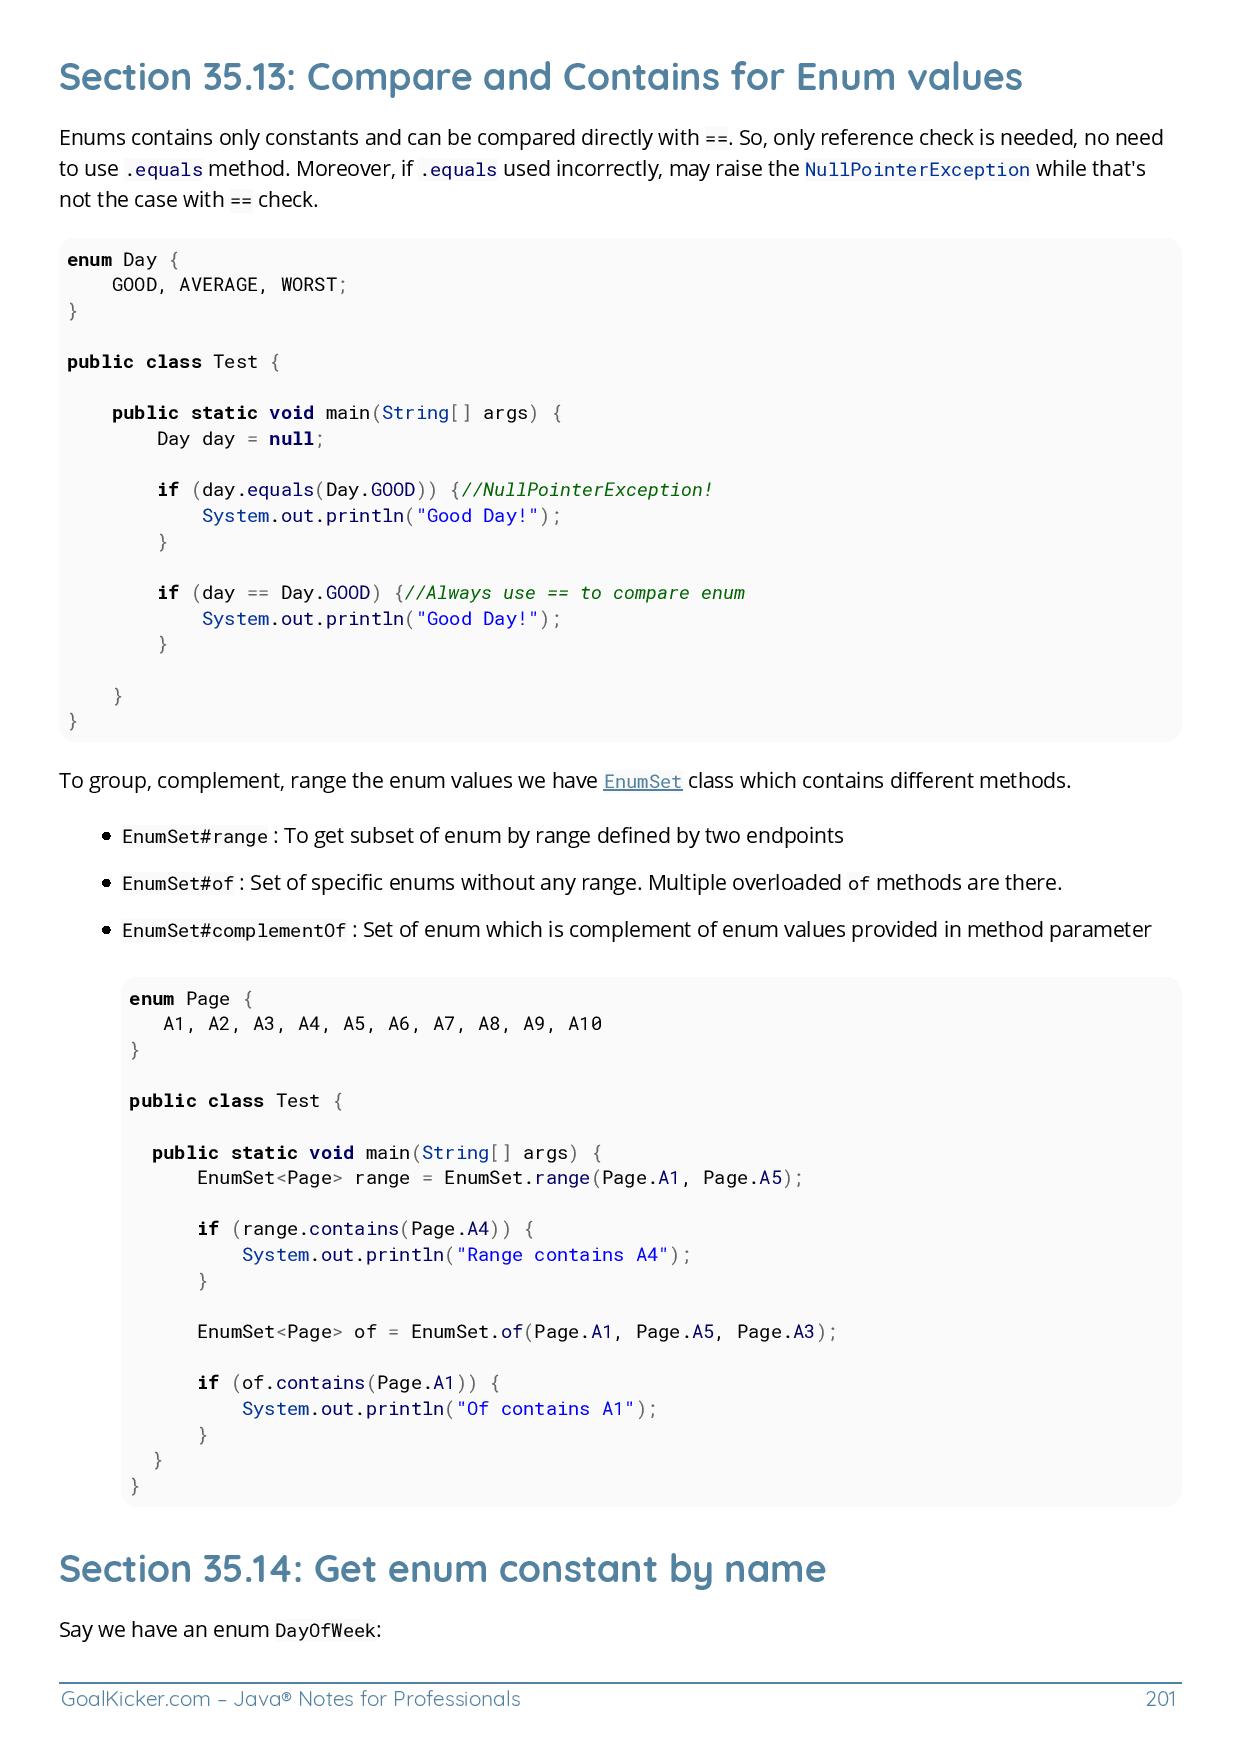 Section 35.13: Compare and Contains for Enum values
Enums contains only constants and can be compared directly with ==. So, only reference check is needed, no need
to use .equals method. Moreover, if .equals used incorrectly, may raise the NullPointerException while that's
not the case with == check.
enum Day {
    GOOD, AVERAGE, WORST;
}
public class Test {
    public static void main(String[] args) {
        Day day = null;
        if (day.equals(Day.GOOD)) {//NullPointerException!
            System.out.println("Good Day!");
        }
        if (day == Day.GOOD) {//Always use == to compare enum
            System.out.println("Good Day!");
        }
    }
}
To group, complement, range the enum values we have EnumSet class which contains different methods.
• EnumSet#range : To get subset of enum by range defined by two endpoints
• EnumSet#of : Set of specific enums without any range. Multiple overloaded of methods are there.
• EnumSet#complementOf : Set of enum which is complement of enum values provided in method parameter
enum Page {
   A1, A2, A3, A4, A5, A6, A7, A8, A9, A10
}
public class Test {
  public static void main(String[] args) {
      EnumSet<Page> range = EnumSet.range(Page.A1, Page.A5);
      if (range.contains(Page.A4)) {
          System.out.println("Range contains A4");
      }
      EnumSet<Page> of = EnumSet.of(Page.A1, Page.A5, Page.A3);
      if (of.contains(Page.A1)) {
          System.out.println("Of contains A1");
      }
  }
}
Section 35.14: Get enum constant by name
Say we have an enum DayOfWeek:
GoalKicker.com – Java® Notes for Professionals 201